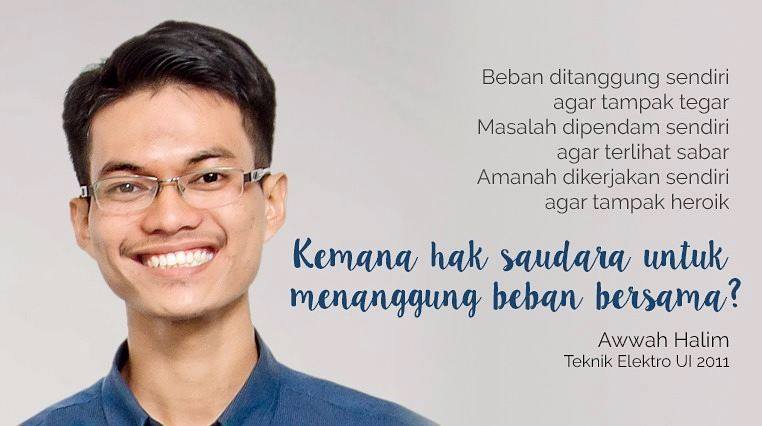 Beban ditanggung sendiri
agar tampak tegar
Masalah dipendam sendiri
agar terlihat sabar
Amanah dikerjakan sendiri
agar tampak heroik
Kemana hak saudara untuk
menanggung beban bersama?
Awwah Halim
Teknik Elektro UI 2011